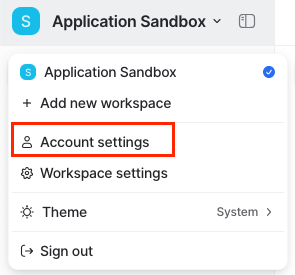 S Application Sandbox
S Application Sandbox
+ Add new workspace
Account settings
Workspace settings
Theme System
Sign out